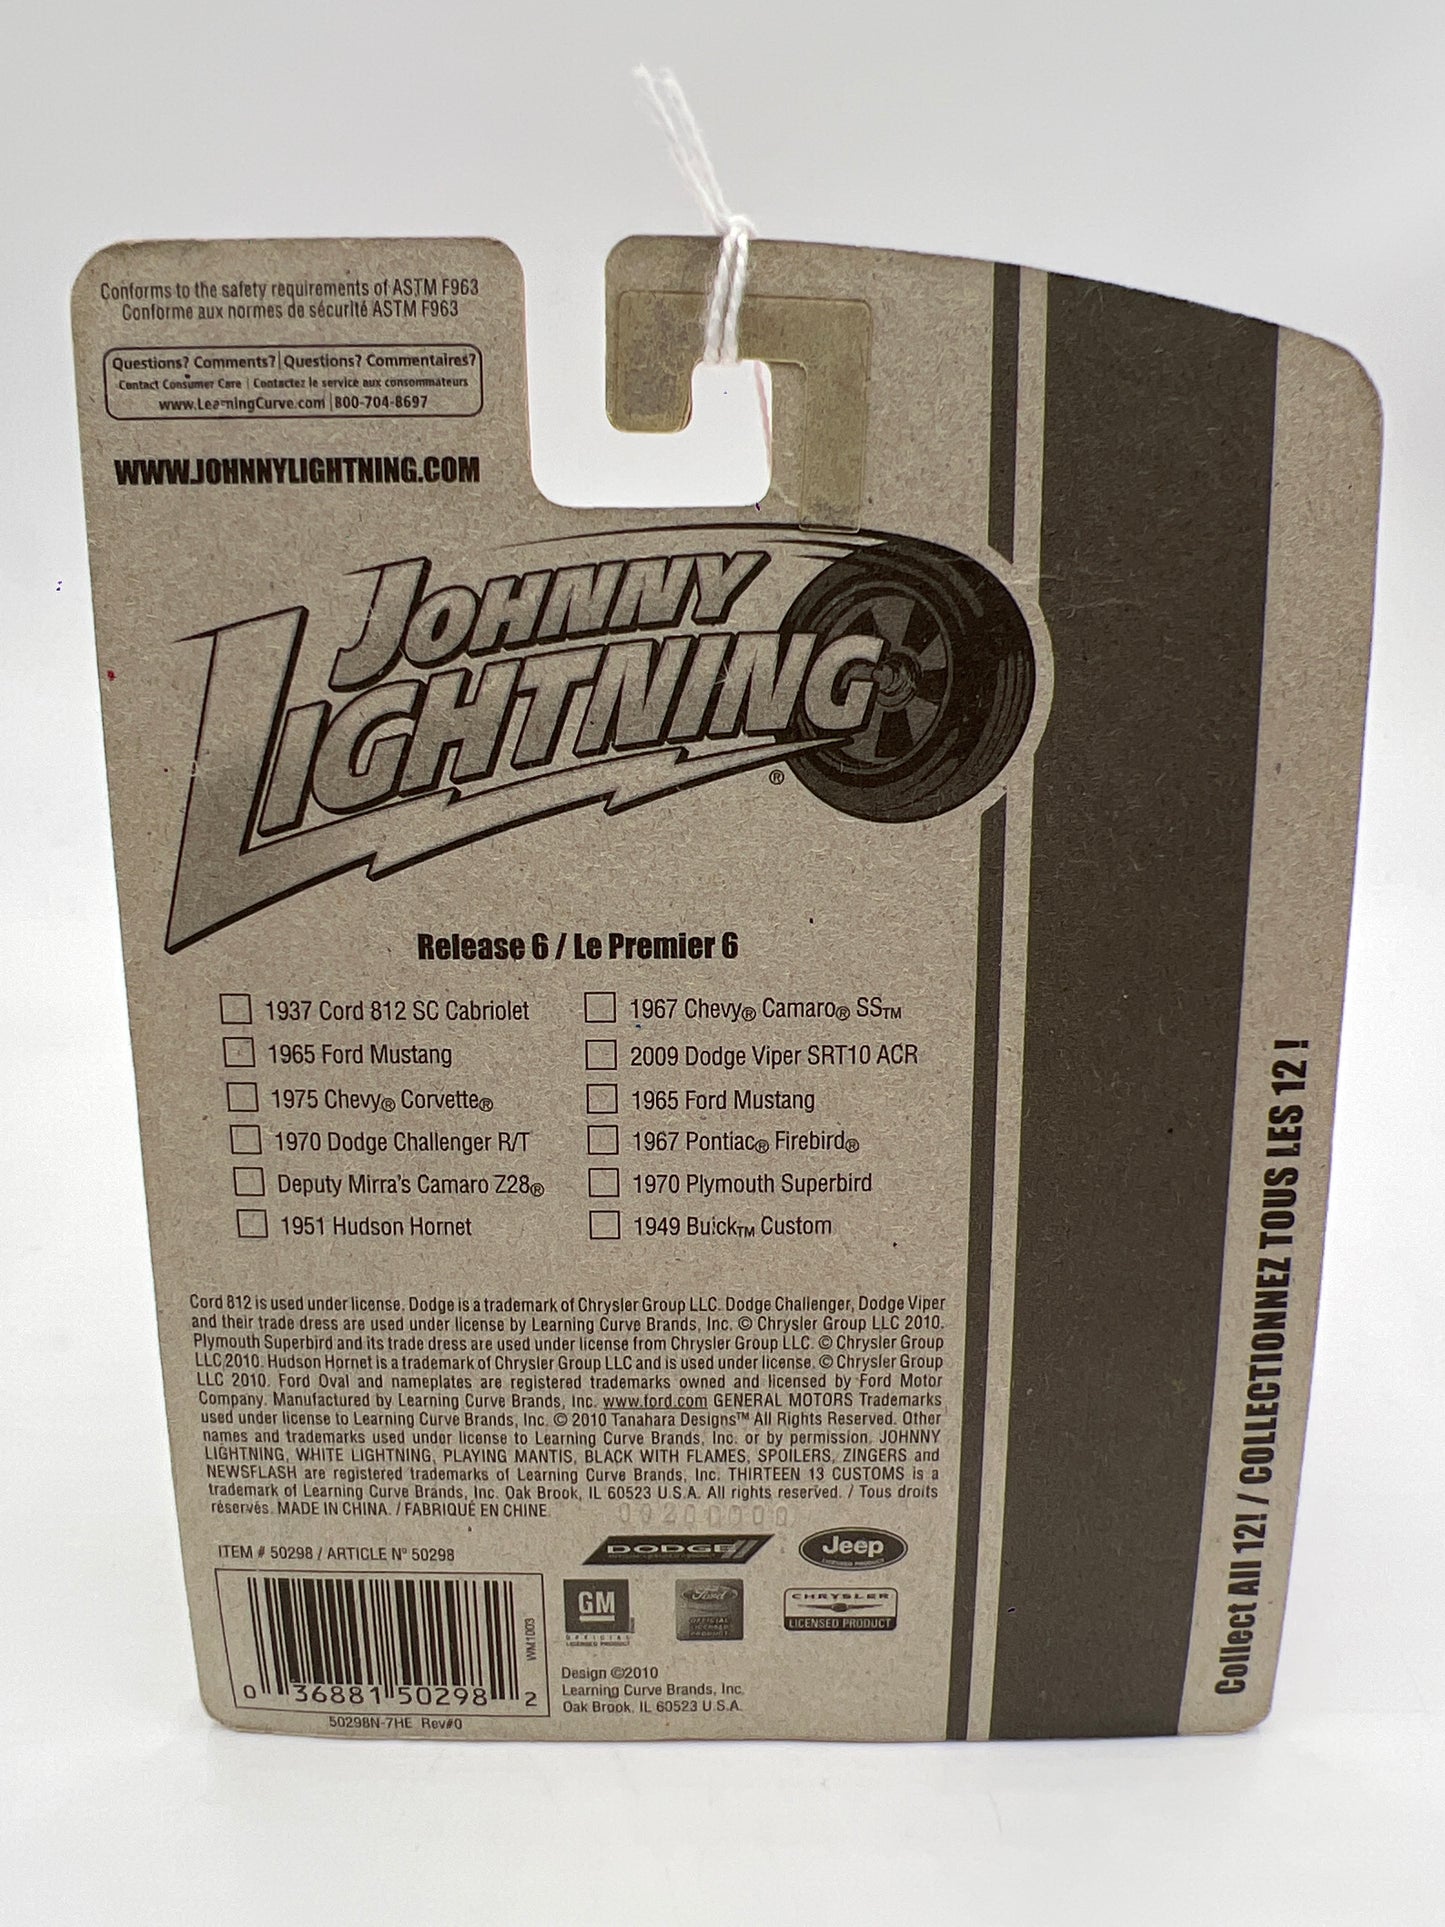 Conforms to the safety requirements of ASTM F963
Conforme aux normes de sécurité ASTM F963
Questions? Comments? | Questions? Commentaires?
Contact Consumer Care | Contactez le service aux consommateurs
www.LearningCurve.com | 800-704-8697
WWW.JOHNNYLIGHTNING.COM
JOHNNY
LIGHTNING®
Release 6 / Le Premier 6
1937 Cord 812 SC Cabriolet
1965 Ford Mustang
1975 Chevy® Corvette®
1970 Dodge Challenger R/T
Deputy Mirra's Camaro Z28®
1951 Hudson Hornet
1967 Chevy® Camaro® SS™
2009 Dodge Viper SRT10 ACR
1965 Ford Mustang
1967 Pontiac® Firebird®
1970 Plymouth Superbird
1949 Buick™ Custom
Cord 812 is used under license. Dodge is a trademark of Chrysler Group LLC. Dodge Challenger, Dodge Viper
and their trade dress are used under license by Learning Curve Brands, Inc. © Chrysler Group LLC 2010.
Plymouth Superbird and its trade dress are used under license from Chrysler Group LLC. © Chrysler Group
LLC 2010. Hudson Hornet is a trademark of Chrysler Group LLC and is used under license. © Chrysler Group
LLC 2010. Ford Oval and nameplates are registered trademarks owned and licensed by Ford Motor
Company. Manufactured by Learning Curve Brands, Inc. www.ford.com GENERAL MOTORS Trademarks
used under license to Learning Curve Brands, Inc. © 2010 Tanahara Designs™ All Rights Reserved. Other
names and trademarks used under license to Learning Curve Brands, Inc. or by permission. JOHNNY
LIGHTNING, WHITE LIGHTNING, PLAYING MANTIS, BLACK WITH FLAMES, SPOILERS, ZINGERS and
NEWSFLASH are registered trademarks of Learning Curve Brands, Inc. THIRTEEN 13 CUSTOMS is a
trademark of Learning Curve Brands, Inc. Oak Brook, IL 60523 U.S.A. All rights reserved. / Tous droits
réservés. MADE IN CHINA. / FABRIQUÉ EN CHINE.
ITEM # 50298 / ARTICLE N° 50298
WM1003
0 36881 50298 2
50298N-7HE Rev#0
DODGE
Jeep
LICENSED PRODUCT
GM
OFFICIAL
LICENSED PRODUCT
Ford
OFFICIAL
LICENSED
PRODUCT
CHRYSLER
LICENSED PRODUCT
Design ©2010
Learning Curve Brands, Inc.
Oak Brook, IL 60523 U.S.A.
Collect All 12! / COLLECTIONNEZ TOUS LES 12 !